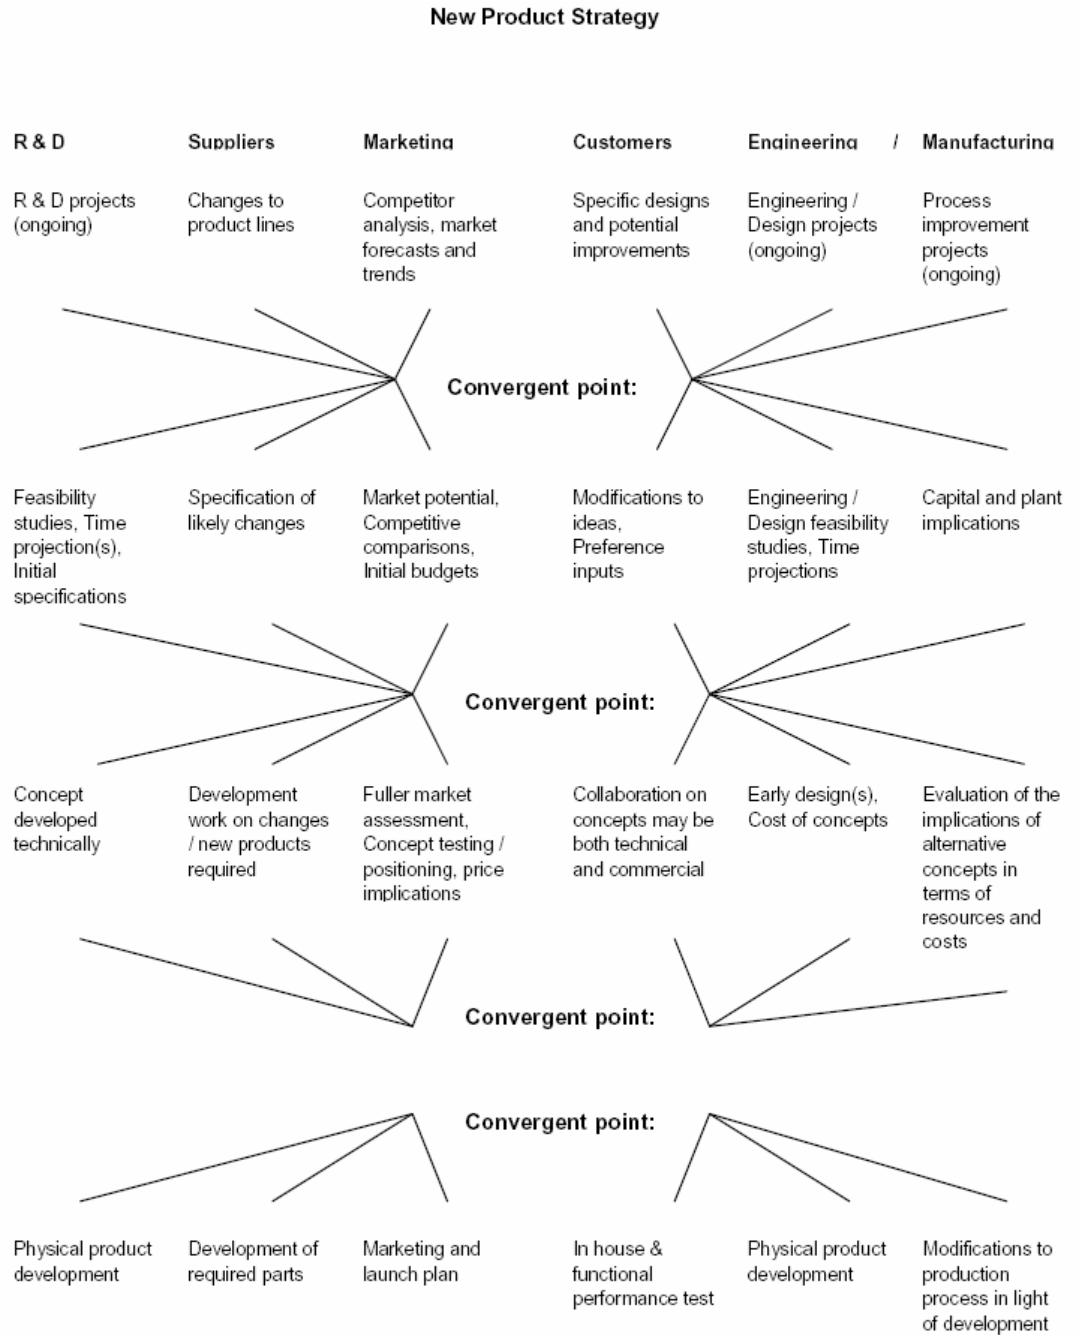 New Product Strategy
R & D
Suppliers
Marketing
Customers
Engineering /
Manufacturing
R & D projects
(ongoing)
Changes to
product lines
Competitor
analysis, market
forecasts and
trends
Specific designs
and potential
improvements
Engineering /
Design projects
(ongoing)
Process
improvement
projects
(ongoing)
Convergent point:
Feasibility
studies, Time
projection(s),
Initial
specifications
Specification of
likely changes
Market potential,
Competitive
comparisons,
Initial budgets
Modifications to
ideas,
Preference
inputs
Engineering /
Design feasibility
studies, Time
projections
Capital and plant
implications
Convergent point:
Concept
developed
technically
Development
work on changes
/ new products
required
Fuller market
assessment,
Concept testing /
positioning, price
implications
Collaboration on
concepts may be
both technical
and commercial
Early design(s),
Cost of concepts
Evaluation of the
implications of
alternative
concepts in
terms of
resources and
costs
Convergent point:
Convergent point:
Physical product
development
Development of
required parts
Marketing and
launch plan
In house &
functional
performance test
Physical product
development
Modifications to
production
process in light
of development